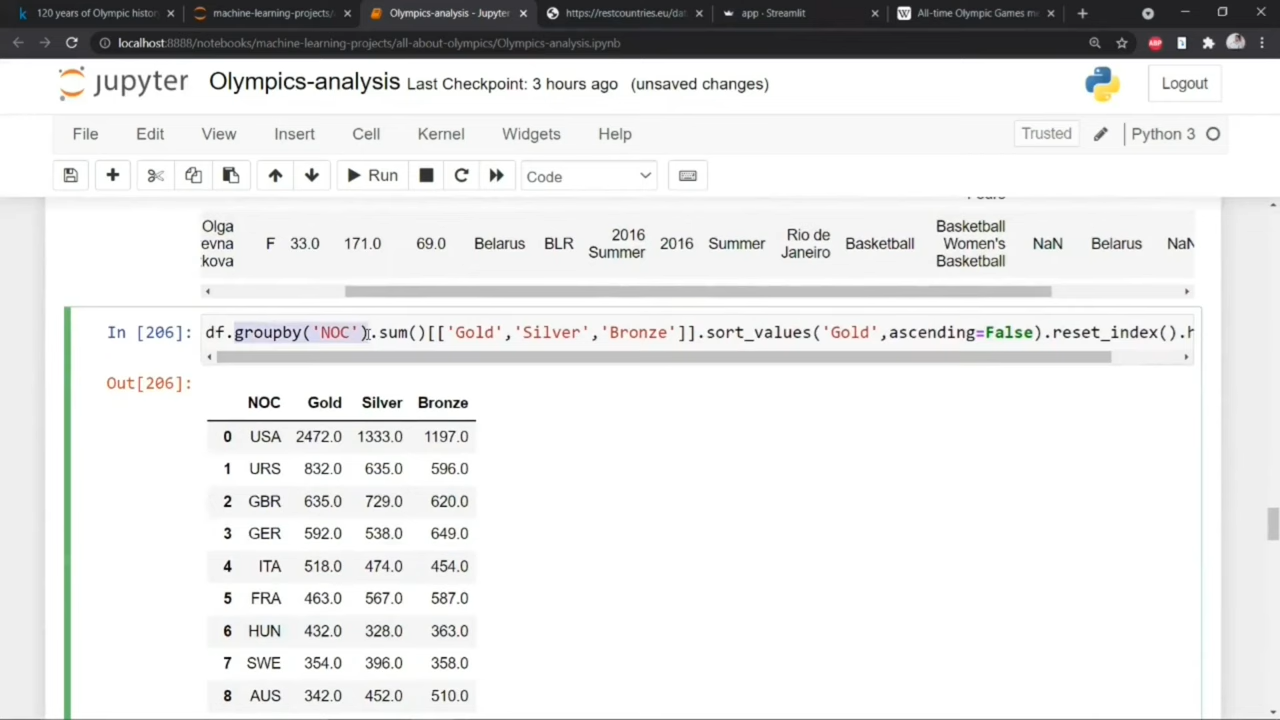 120 years of Olympic histor
machine-learning-projects/
Olympics-analysis - Jupyter
https://restcountries.eu/dat
app · Streamlit
All-time Olympic Games me
localhost:8888/notebooks/machine-learning-projects/all-about-olympics/Olympics-analysis.ipynb
jupyter Olympics-analysis Last Checkpoint: 3 hours ago (unsaved changes) Logout
File Edit View Insert Cell Kernel Widgets Help Trusted Python 3
Run Code
Olga
evna
kova
F 33.0 171.0 69.0 Belarus BLR
2016
Summer
2016 Summer
Rio de
Janeiro
Basketball
Basketball
Women's
Basketball
NaN Belarus NaN
In [206]: df.groupby('NOC').sum()[['Gold','Silver','Bronze']].sort_values('Gold',ascending=False).reset_index().h
Out[206]:
NOC Gold Silver Bronze
0 USA 2472.0 1333.0 1197.0
1 URS 832.0 635.0 596.0
2 GBR 635.0 729.0 620.0
3 GER 592.0 538.0 649.0
4 ITA 518.0 474.0 454.0
5 FRA 463.0 567.0 587.0
6 HUN 432.0 328.0 363.0
7 SWE 354.0 396.0 358.0
8 AUS 342.0 452.0 510.0